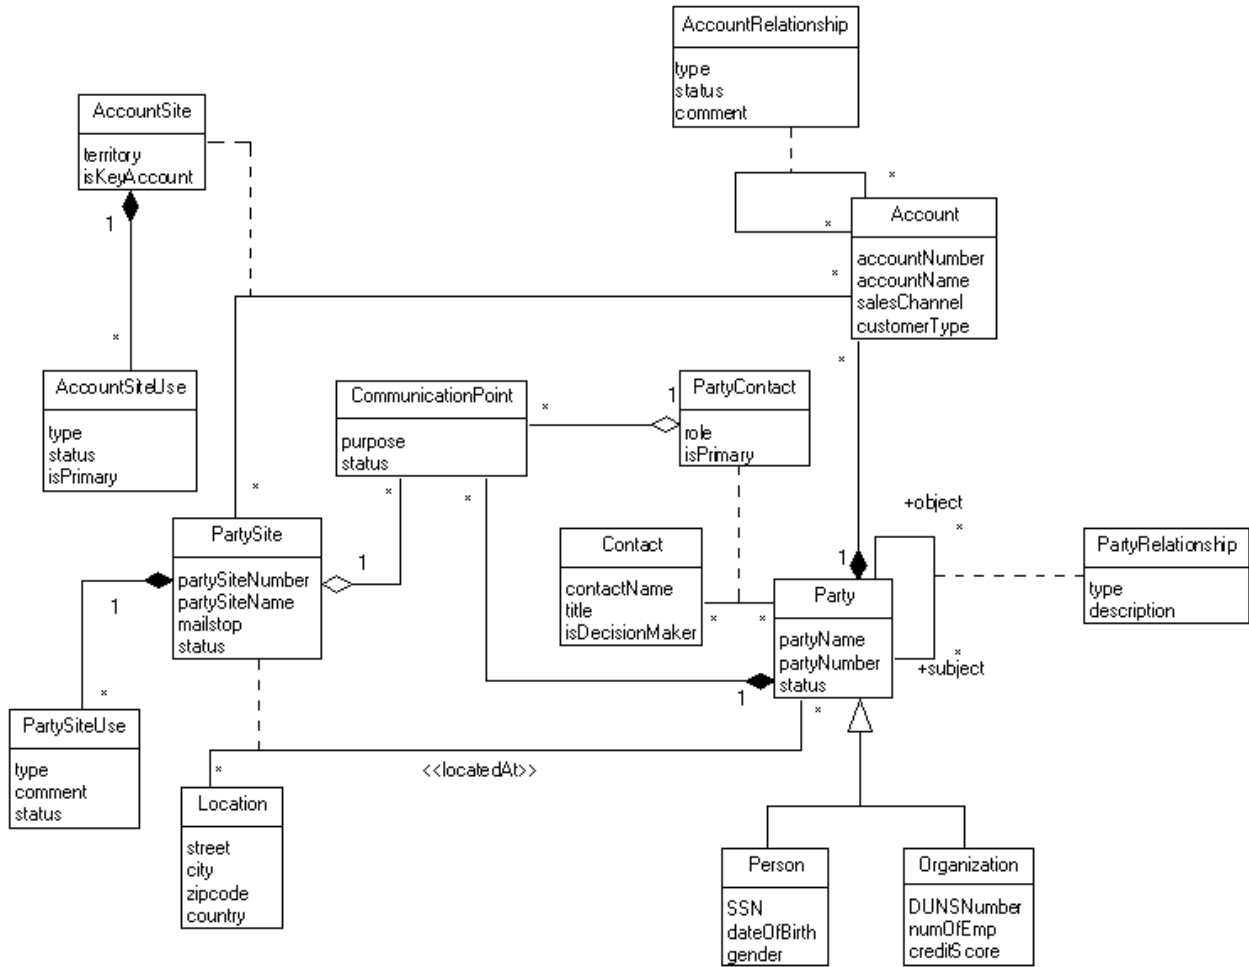 AccountRelationship
type
status
comment
AccountSite
territory
isKeyAccount
1
*
*
*
Account
accountNumber
accountName
salesChannel
customerType
*
*
AccountSiteUse
type
status
isPrimary
CommunicationPoint
purpose
status
*
1
PartyContact
role
isPrimary
*
*
*
*
PartySite
partySiteNumber
partySiteName
mailstop
status
1
1
*
Contact
contactName
title
isDecisionMaker
*
*
1
Party
partyName
partyNumber
status
+object
*
*
+subject
PartyRelationship
type
description
1
*
PartySiteUse
type
comment
status
*
<<locatedAt>>
Location
street
city
zipcode
country
Person
SSN
dateOfBirth
gender
Organization
DUNSNumber
numOfEmp
creditScore